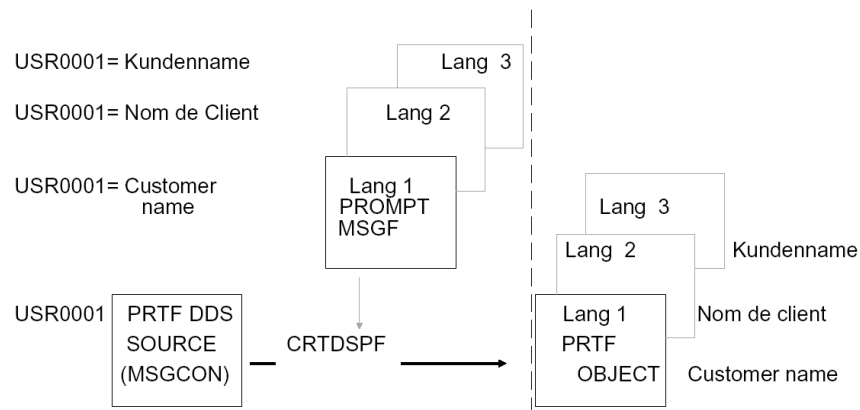 USR0001= Kundenname
Lang 3
USR0001= Nom de Client
Lang 2
USR0001= Customer
name
Lang 1
PROMPT
MSGF
Lang 3
Lang 2
Kundenname
USR0001
PRTF DDS
SOURCE
(MSGCON)
CRTDSPF
Lang 1
PRTF
OBJECT
Nom de client
Customer name